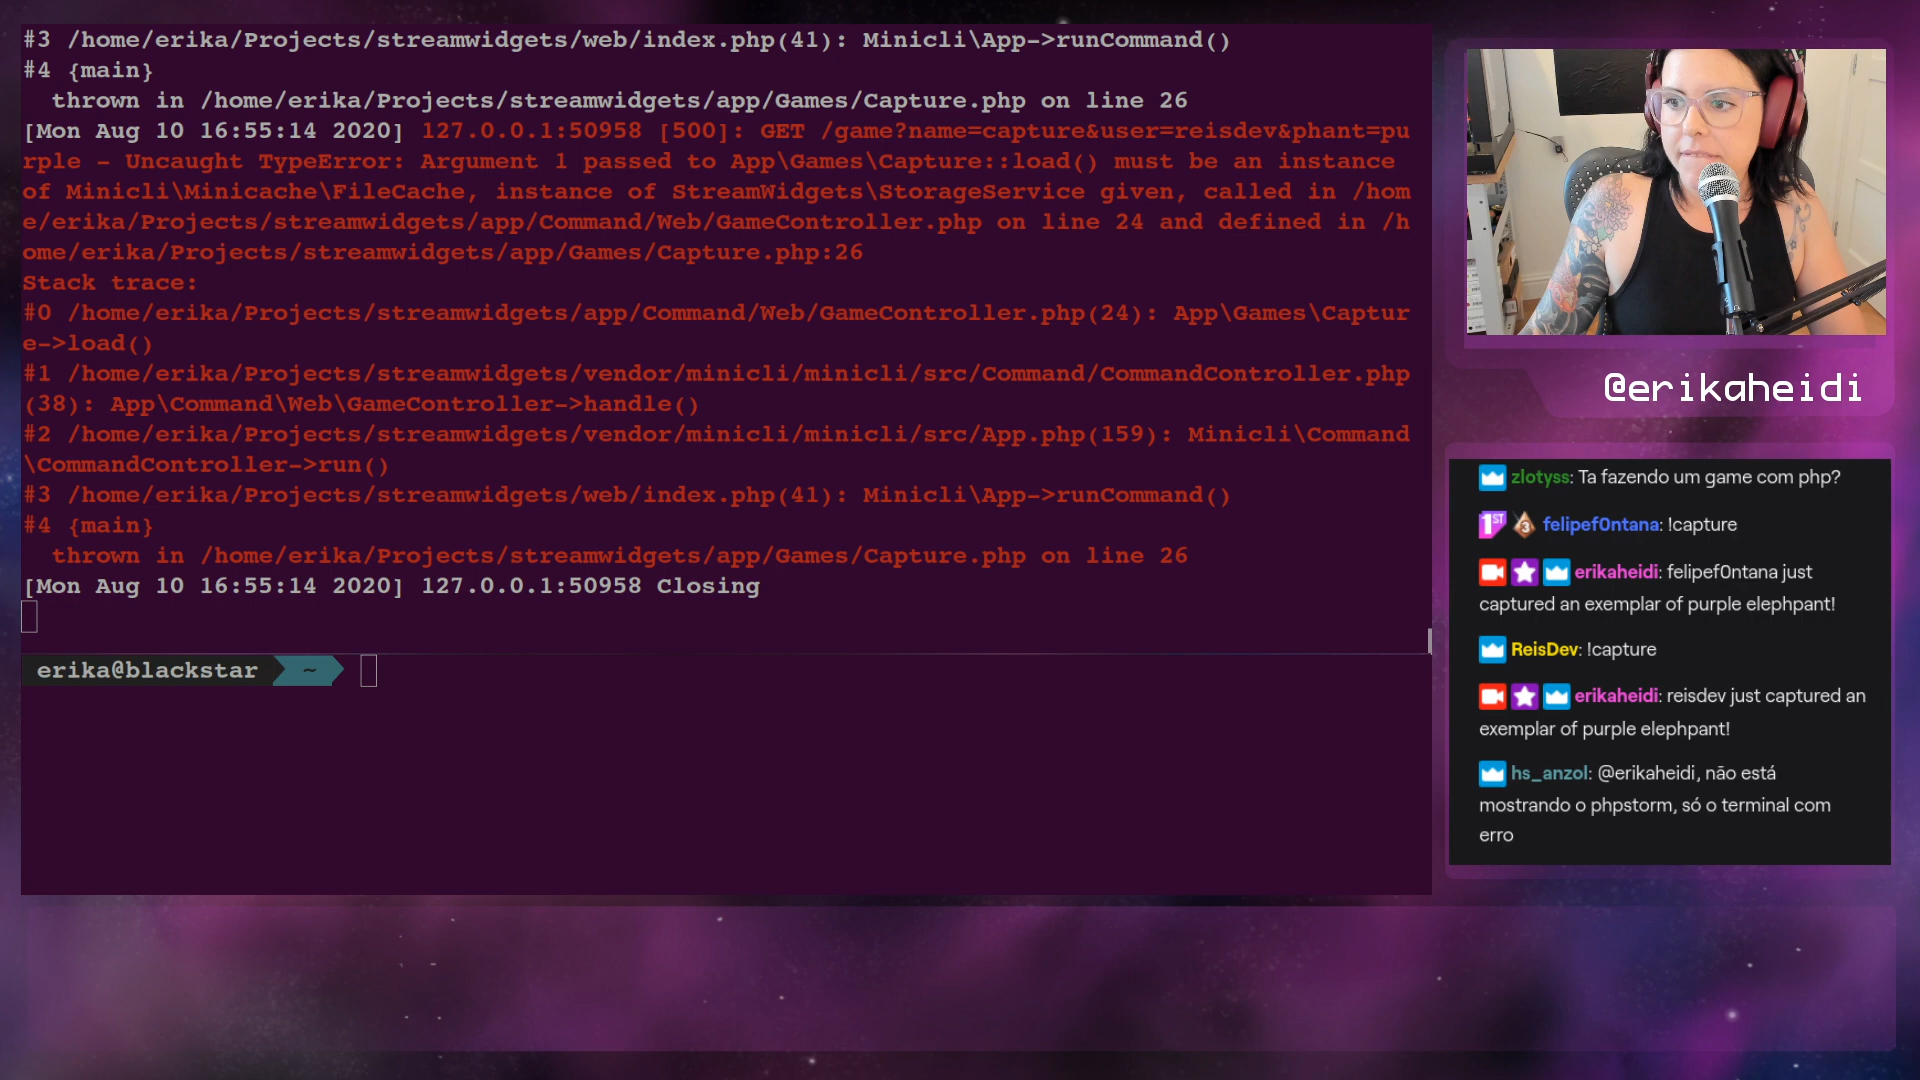 #3 /home/erika/Projects/streamwidgets/web/index.php(41): Minicli\App->runCommand()
#4 {main}
thrown in /home/erika/Projects/streamwidgets/app/Games/Capture.php on line 26
[Mon Aug 10 16:55:14 2020] 127.0.0.1:50958 [500]: GET /game?name=capture&user=reisdev&phant=pu
rple - Uncaught TypeError: Argument 1 passed to App\Games\Capture::load() must be an instance
of Minicli\Minicache\FileCache, instance of StreamWidgets\StorageService given, called in /hom
e/erika/Projects/streamwidgets/app/Command/Web/GameController.php on line 24 and defined in /h
ome/erika/Projects/streamwidgets/app/Games/Capture.php:26
Stack trace:
#0 /home/erika/Projects/streamwidgets/app/Command/Web/GameController.php(24): App\Games\Captur
e->load()
#1 /home/erika/Projects/streamwidgets/vendor/minicli/minicli/src/Command/CommandController.php
(38): App\Command\Web\GameController->handle()
#2 /home/erika/Projects/streamwidgets/vendor/minicli/minicli/src/App.php(159): Minicli\Command
\CommandController->run()
#3 /home/erika/Projects/streamwidgets/web/index.php(41): Minicli\App->runCommand()
#4 {main}
thrown in /home/erika/Projects/streamwidgets/app/Games/Capture.php on line 26
[Mon Aug 10 16:55:14 2020] 127.0.0.1:50958 Closing
erika@blackstar ~
@erikaheidi
zlotyss: Ta fazendo um game com php?
1ST 3 felipef0ntana: !capture
erikaheidi: felipef0ntana just
captured an exemplar of purple elephpant!
ReisDev: !capture
erikaheidi: reisdev just captured an
exemplar of purple elephpant!
hs_anzol: @erikaheidi, não está
mostrando o phpstorm, só o terminal com
erro